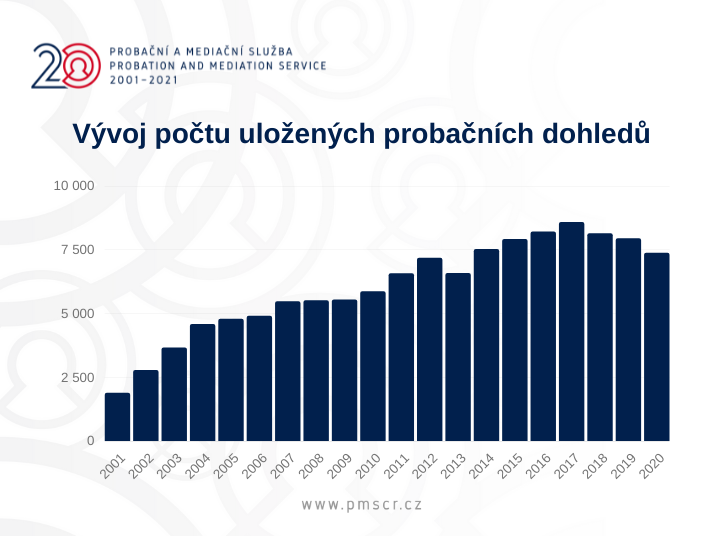 20
PROBAČNÍ A MEDIAČNÍ SLUŽBA
PROBATION AND MEDIATION SERVICE
2001–2021
Vývoj počtu uložených probačních dohledů
10 000
7 500
5 000
2 500
0
2001 2002 2003 2004 2005 2006 2007 2008 2009 2010 2011 2012 2013 2014 2015 2016 2017 2018 2019 2020
www.pmscr.cz